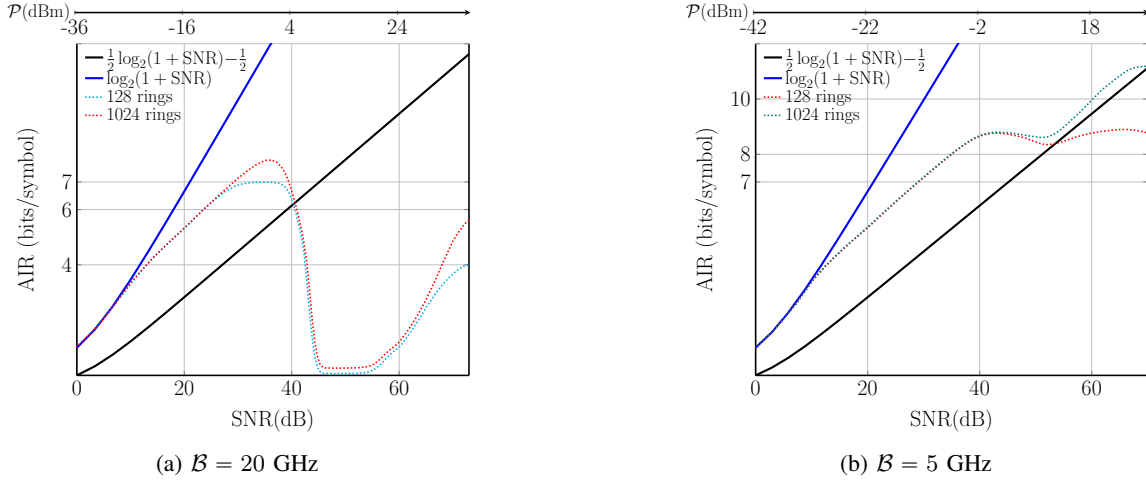 𝒫(dBm)
-36 -16 4 24
½ log₂(1 + SNR)−½
log₂(1 + SNR)
128 rings
1024 rings
7
6
4
AIR (bits/symbol)
0 20 40 60
SNR(dB)
(a) ℬ = 20 GHz
𝒫(dBm)
-42 -22 -2 18
½ log₂(1 + SNR)−½
log₂(1 + SNR)
128 rings
1024 rings
10
8
7
AIR (bits/symbol)
0 20 40 60
SNR(dB)
(b) ℬ = 5 GHz